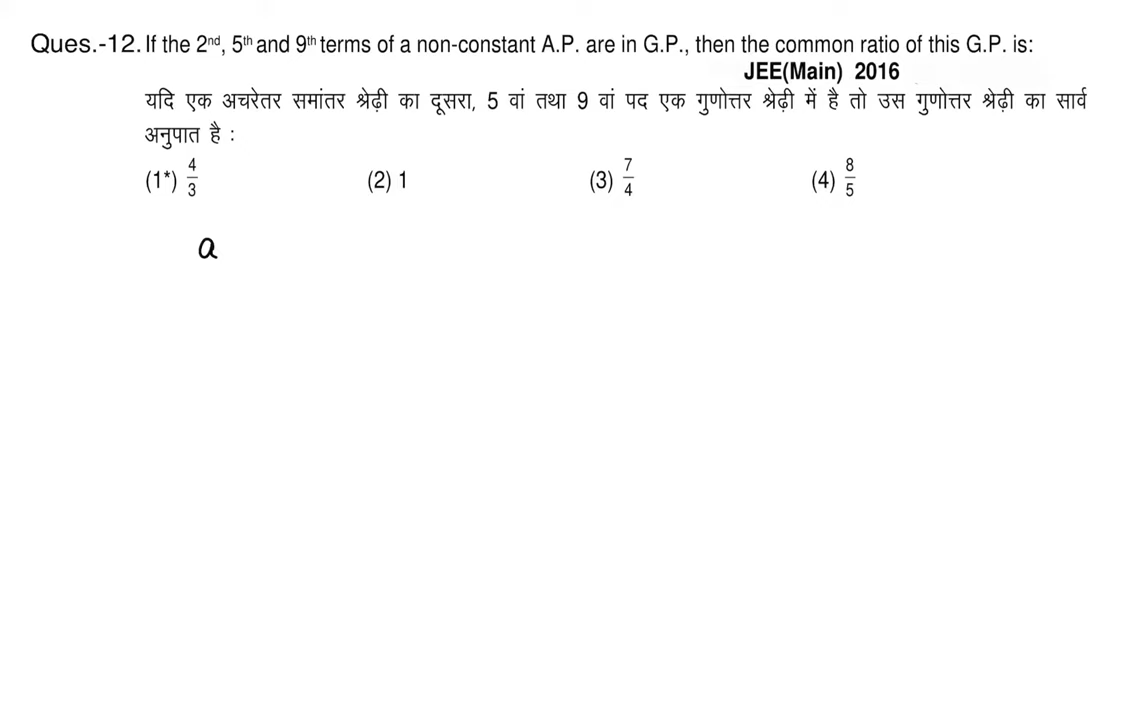 Ques.-12. If the 2nd, 5th and 9th terms of a non-constant A.P. are in G.P., then the common ratio of this G.P. is:
JEE(Main) 2016
यदि एक अचरेतर समांतर श्रेढ़ी का दूसरा, 5 वां तथा 9 वां पद एक गुणोत्तर श्रेढ़ी में है तो उस गुणोत्तर श्रेढ़ी का सार्व
अनुपात है :
(1*) 4/3 (2) 1 (3) 7/4 (4) 8/5
a